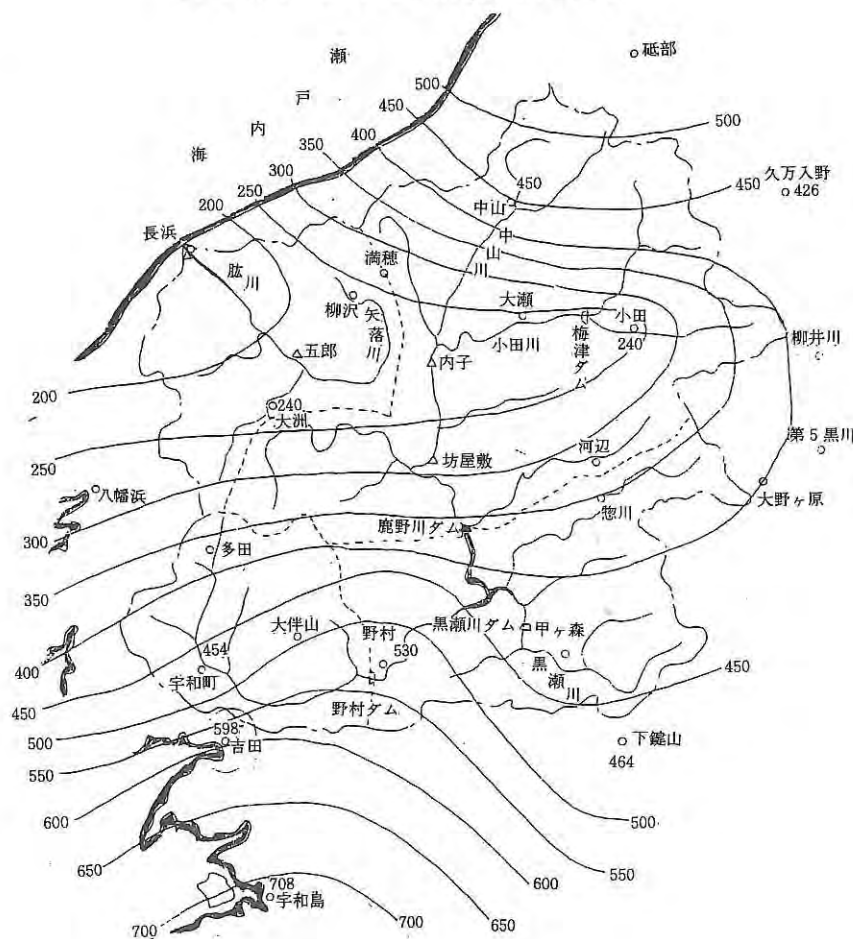 瀬戸内海
砥部
500
450
400
350
300
250
200
500
久万入野
426
450
450
中山
長浜
肱川
満穂
中山川
柳沢
矢落川
大瀬
小田
240
梅津ダム
小田川
柳井川
五郎
内子
200
240
大洲
250
坊屋敷
河辺
第5黒川
八幡浜
大野ヶ原
惣川
鹿野川ダム
300
多田
350
大伴山
野村
530
黒瀬川ダム
甲ヶ森
454
宇和町
黒瀬川
400
450
450
野村ダム
500
598
吉田
下鍵山
464
550
600
500
650
550
600
708
宇和島
700
700
650